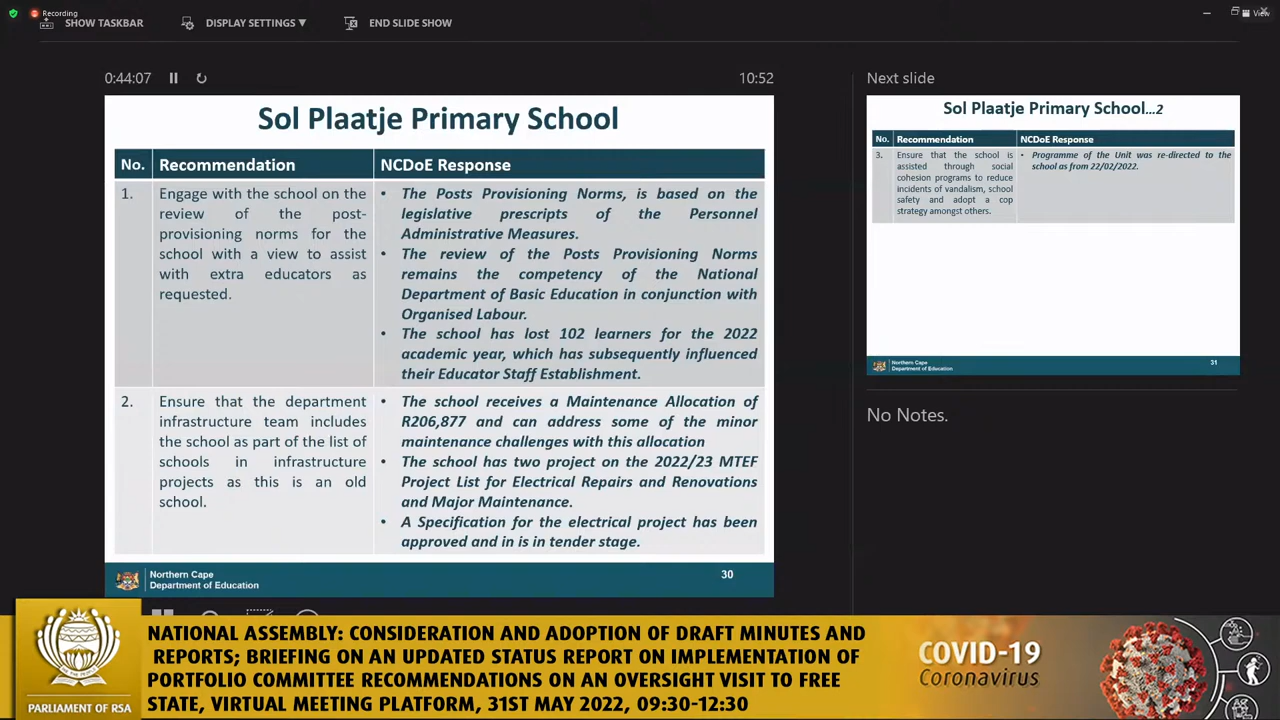 Recording
SHOW TASKBAR
DISPLAY SETTINGS ▼
END SLIDE SHOW
View
0:44:07
10:52
Sol Plaatje Primary School
No. Recommendation NCDoE Response
1. Engage with the school on the
review of the post-
provisioning norms for the
school with a view to assist
with extra educators as
requested.
• The Posts Provisioning Norms, is based on the
legislative prescripts of the Personnel
Administrative Measures.
• The review of the Posts Provisioning Norms
remains the competency of the National
Department of Basic Education in conjunction with
Organised Labour.
• The school has lost 102 learners for the 2022
academic year, which has subsequently influenced
their Educator Staff Establishment.
2. Ensure that the department
infrastructure team includes
the school as part of the list of
schools in infrastructure
projects as this is an old
school.
• The school receives a Maintenance Allocation of
R206,877 and can address some of the minor
maintenance challenges with this allocation
• The school has two project on the 2022/23 MTEF
Project List for Electrical Repairs and Renovations
and Major Maintenance.
• A Specification for the electrical project has been
approved and in is in tender stage.
Northern Cape
Department of Education
30
Next slide
Sol Plaatje Primary School...2
No. Recommendation NCDoE Response
3. Ensure that the school is
assisted through social
cohesion programs to reduce
incidents of vandalism, school
safety and adopt a cop
strategy amongst others.
• Programme of the Unit was re-directed to the
school as from 22/02/2022.
Northern Cape
Department of Education
31
No Notes.
PARLIAMENT OF RSA
NATIONAL ASSEMBLY: CONSIDERATION AND ADOPTION OF DRAFT MINUTES AND
REPORTS; BRIEFING ON AN UPDATED STATUS REPORT ON IMPLEMENTATION OF
PORTFOLIO COMMITTEE RECOMMENDATIONS ON AN OVERSIGHT VISIT TO FREE
STATE, VIRTUAL MEETING PLATFORM, 31ST MAY 2022, 09:30-12:30
COVID-19
Coronavirus